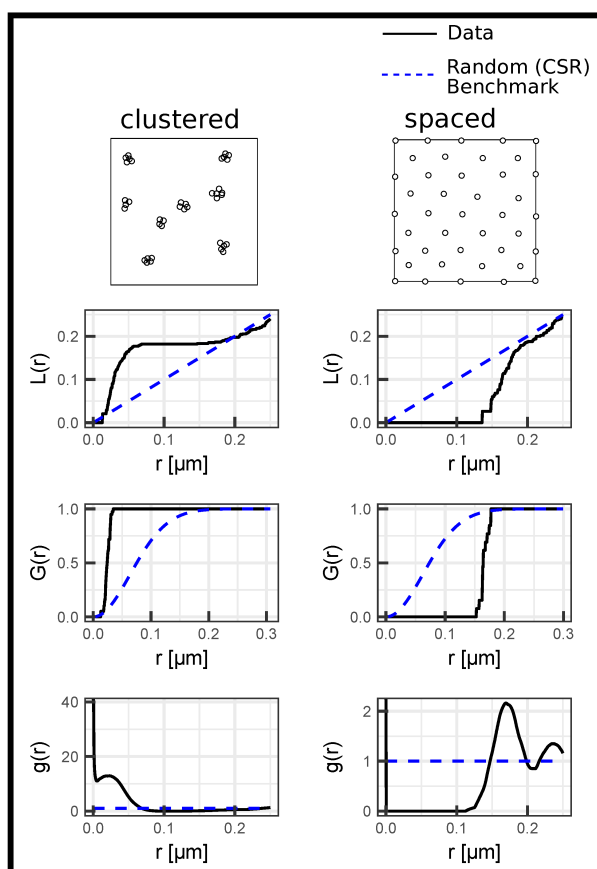 Data
Random (CSR)
Benchmark
clustered
spaced
L(r)
0.2
0.1
0.0
0.0 0.1 0.2
r [µm]
L(r)
0.2
0.1
0.0
0.0 0.1 0.2
r [µm]
G(r)
1.0
0.5
0.0
0.0 0.1 0.2 0.3
r [µm]
G(r)
1.0
0.5
0.0
0.0 0.1 0.2 0.3
r [µm]
g(r)
40
20
0
0.0 0.1 0.2
r [µm]
g(r)
2
1
0
0.0 0.1 0.2
r [µm]